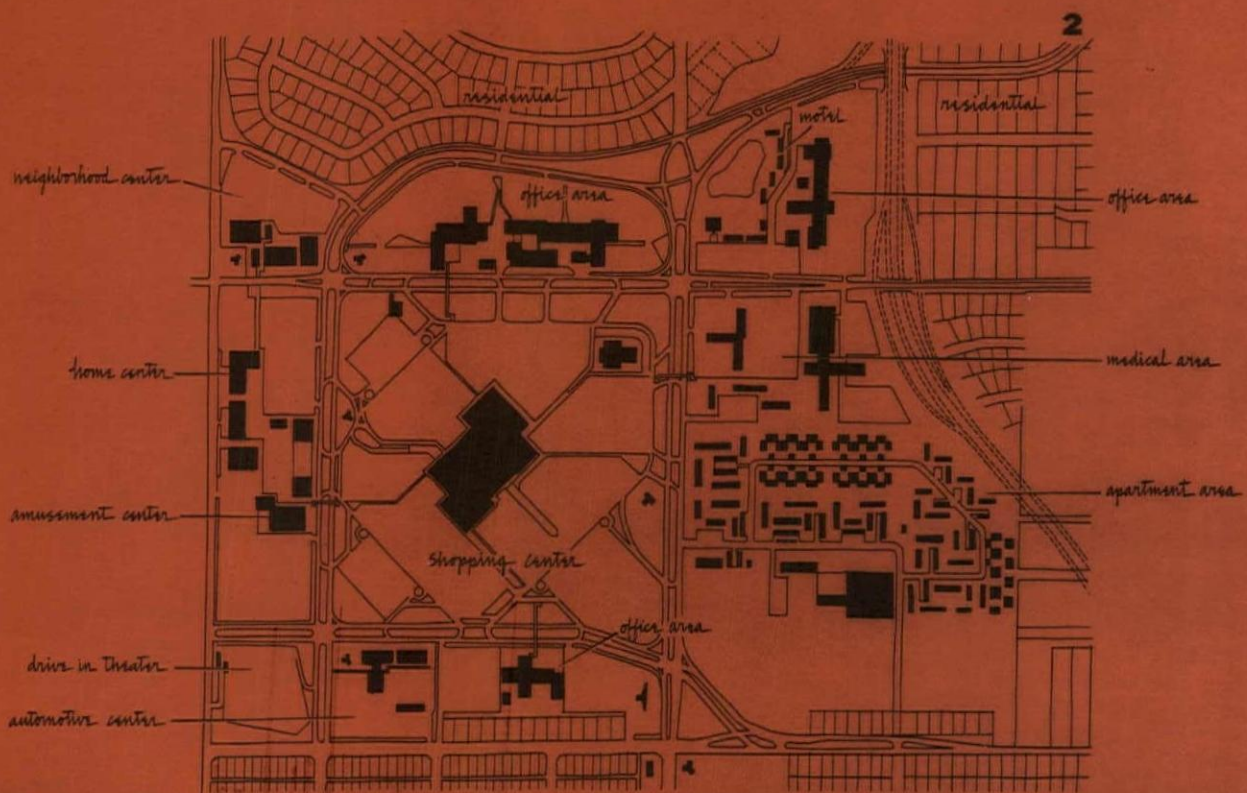 2
residential
residential
motel
neighborhood center
office area
office area
home center
medical area
amusement center
apartment area
shopping center
office area
drive in theater
automotive center